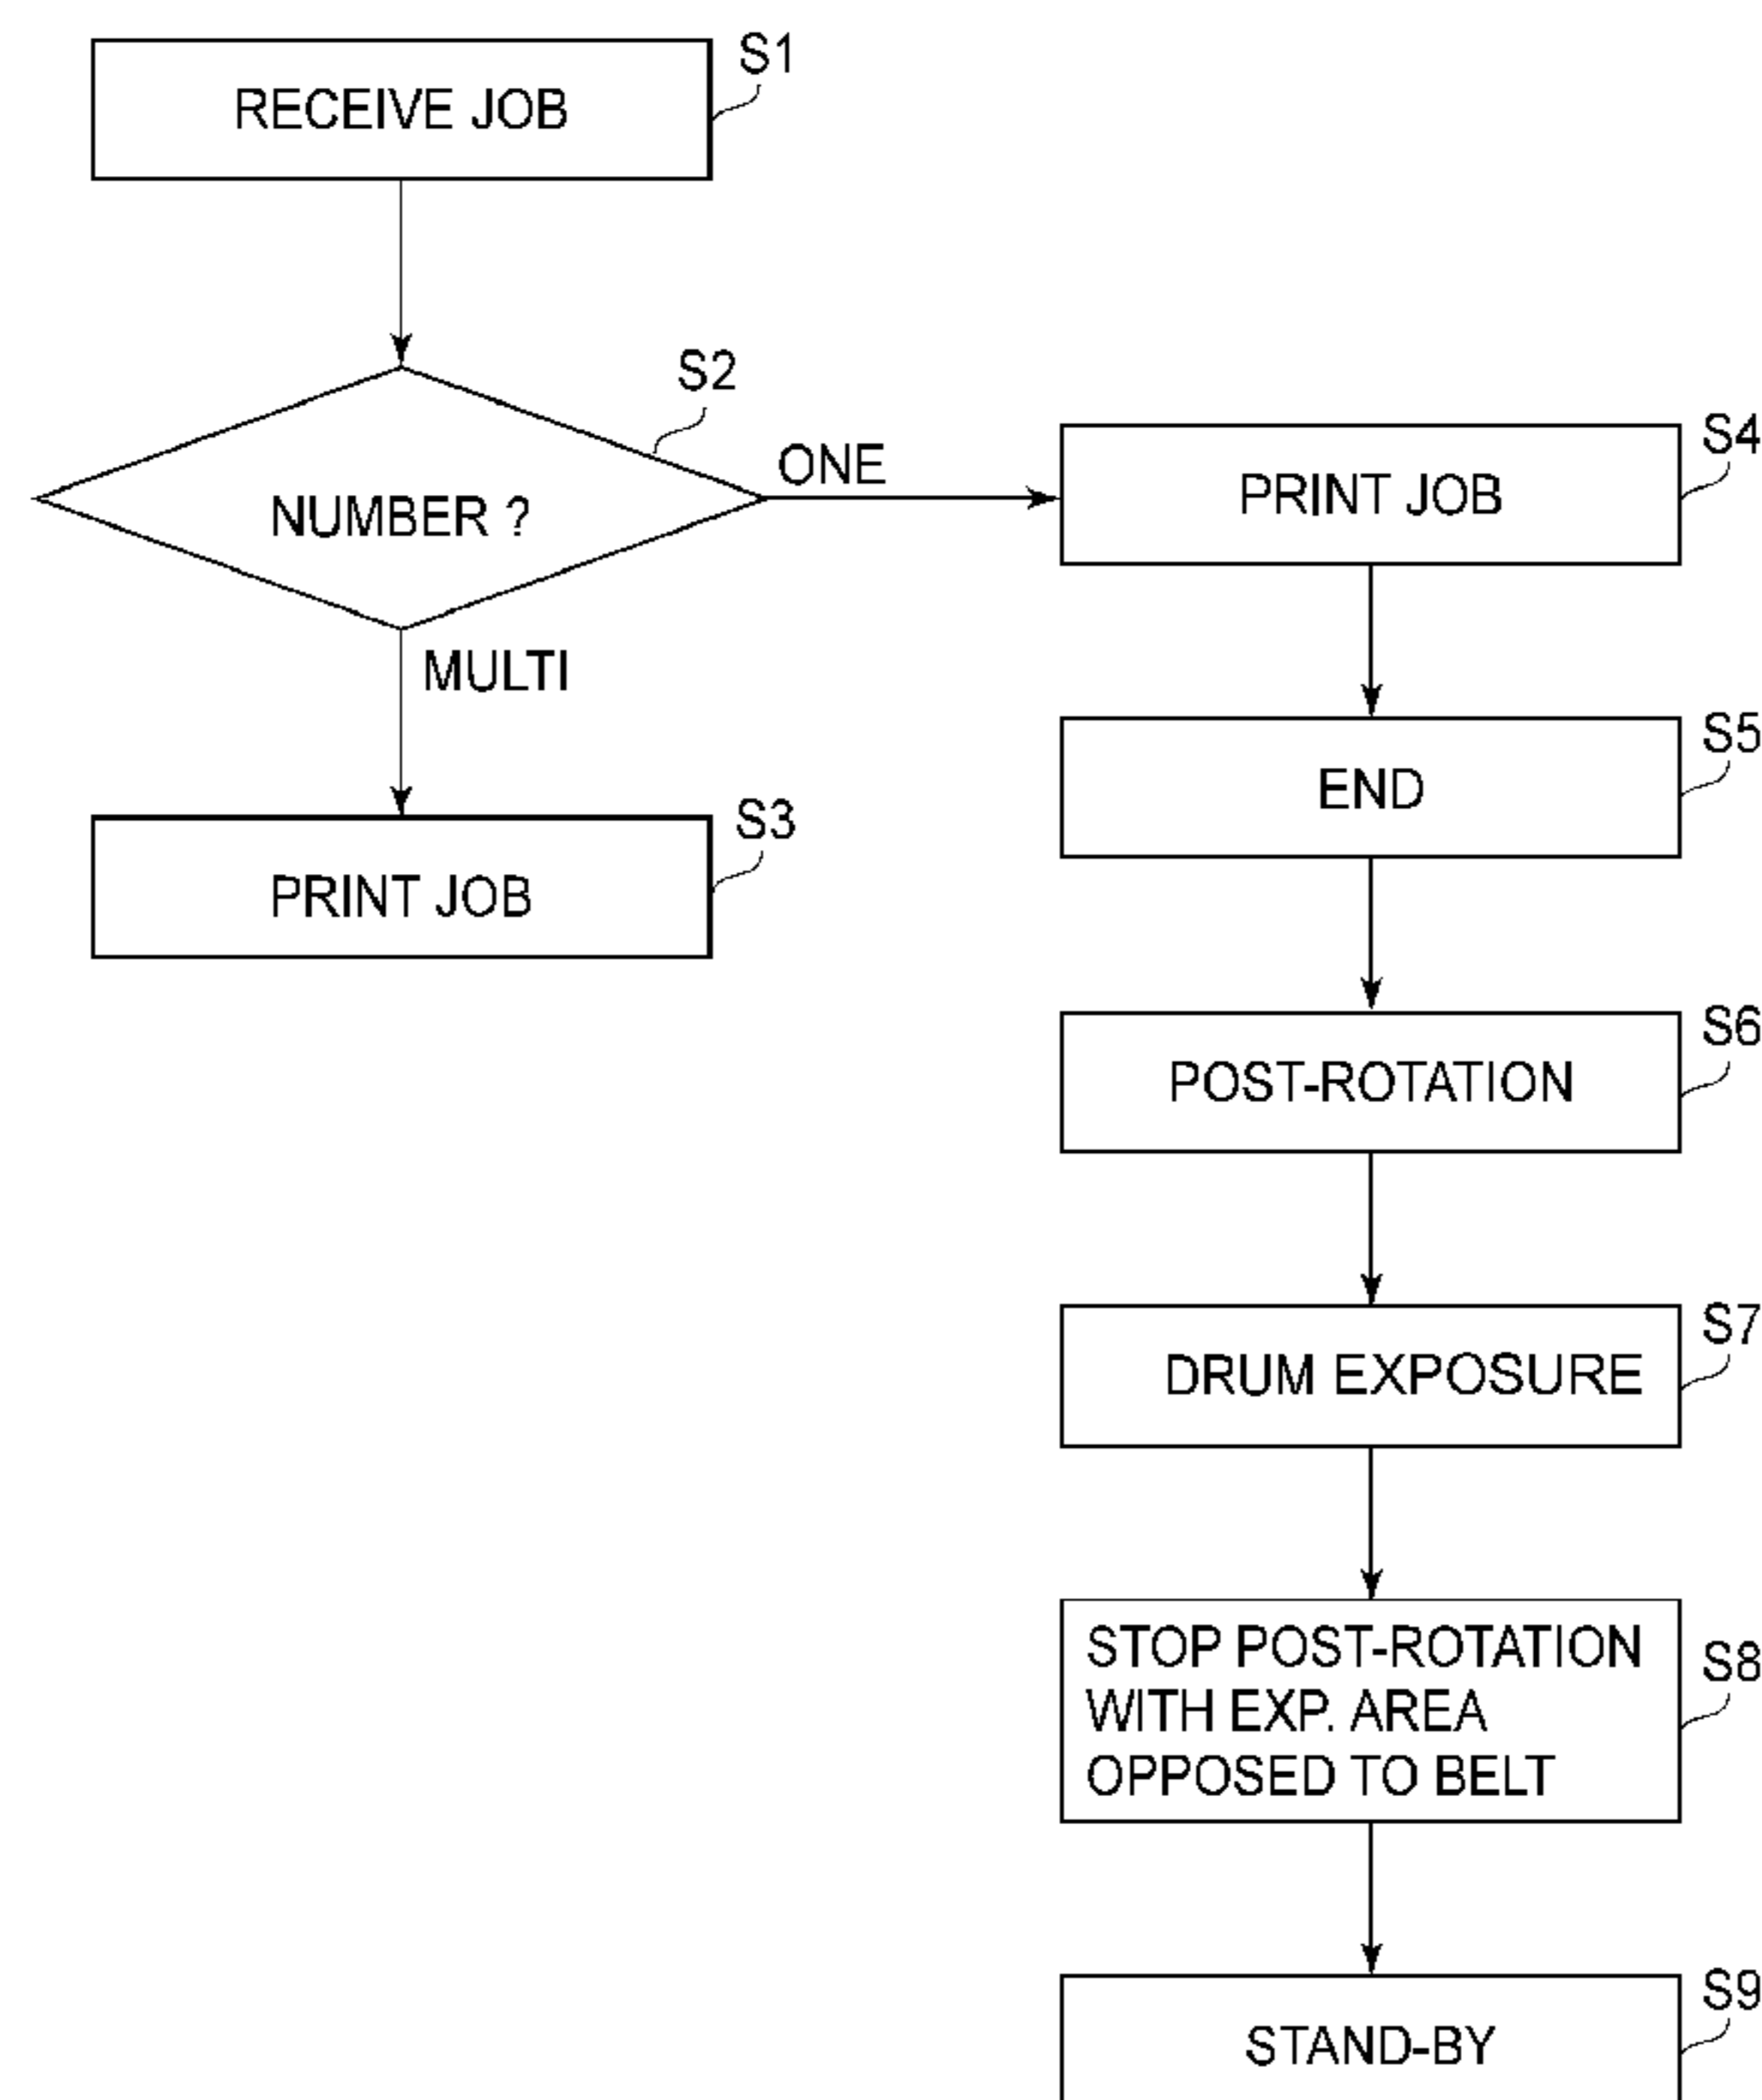 S1
RECEIVE JOB
S2
NUMBER ?
ONE
MULTI
S3
PRINT JOB
S4
PRINT JOB
S5
END
S6
POST-ROTATION
S7
DRUM EXPOSURE
S8
STOP POST-ROTATION
WITH EXP. AREA
OPPOSED TO BELT
S9
STAND-BY